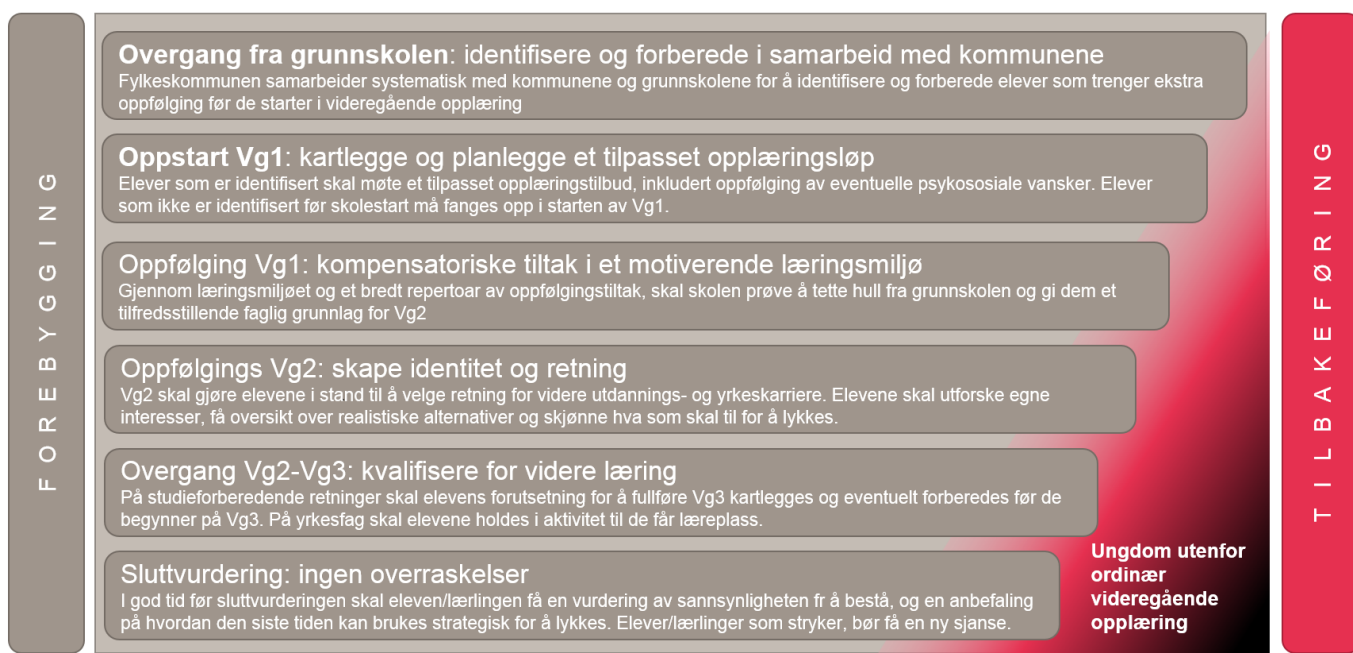 FOREBYGGING
Overgang fra grunnskolen: identifisere og forberede i samarbeid med kommunene
Fylkeskommunen samarbeider systematisk med kommunene og grunnskolene for å identifisere og forberede elever som trenger ekstra
oppfølging før de starter i videregående opplæring
Oppstart Vg1: kartlegge og planlegge et tilpasset opplæringsløp
Elever som er identifisert skal møte et tilpasset opplæringstilbud, inkludert oppfølging av eventuelle psykososiale vansker. Elever
som ikke er identifisert før skolestart må fanges opp i starten av Vg1.
Oppfølging Vg1: kompensatoriske tiltak i et motiverende læringsmiljø
Gjennom læringsmiljøet og et bredt repertoar av oppfølgingstiltak, skal skolen prøve å tette hull fra grunnskolen og gi dem et
tilfredsstillende faglig grunnlag for Vg2
Oppfølgings Vg2: skape identitet og retning
Vg2 skal gjøre elevene i stand til å velge retning for videre utdannings- og yrkeskarriere. Elevene skal utforske egne
interesser, få oversikt over realistiske alternativer og skjønne hva som skal til for å lykkes.
Overgang Vg2-Vg3: kvalifisere for videre læring
På studieforberedende retninger skal elevens forutsetning for å fullføre Vg3 kartlegges og eventuelt forberedes før de
begynner på Vg3. På yrkesfag skal elevene holdes i aktivitet til de får læreplass.
Sluttvurdering: ingen overraskelser
I god tid før sluttvurderingen skal eleven/lærlingen få en vurdering av sannsynligheten fr å bestå, og en anbefaling
på hvordan den siste tiden kan brukes strategisk for å lykkes. Elever/lærlinger som stryker, bør få en ny sjanse.
Ungdom utenfor
ordinær
videregående
opplæring
TILBAKEFØRING